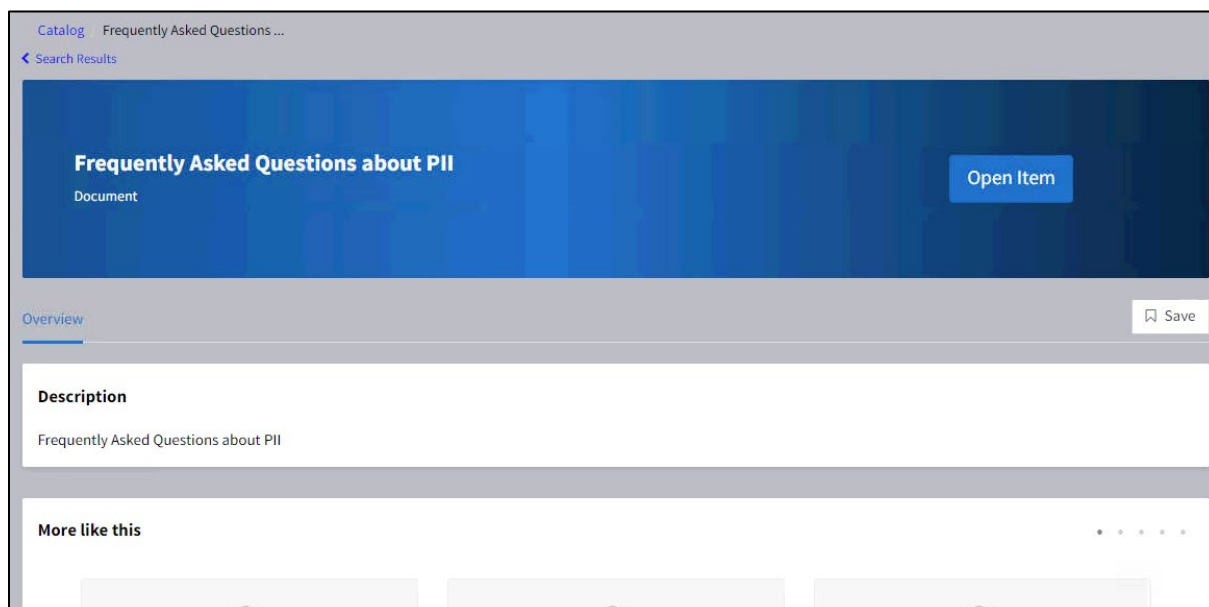 Catalog Frequently Asked Questions ...
Search Results
Frequently Asked Questions about PII
Document
Open Item
Overview
Save
Description
Frequently Asked Questions about PII
More like this